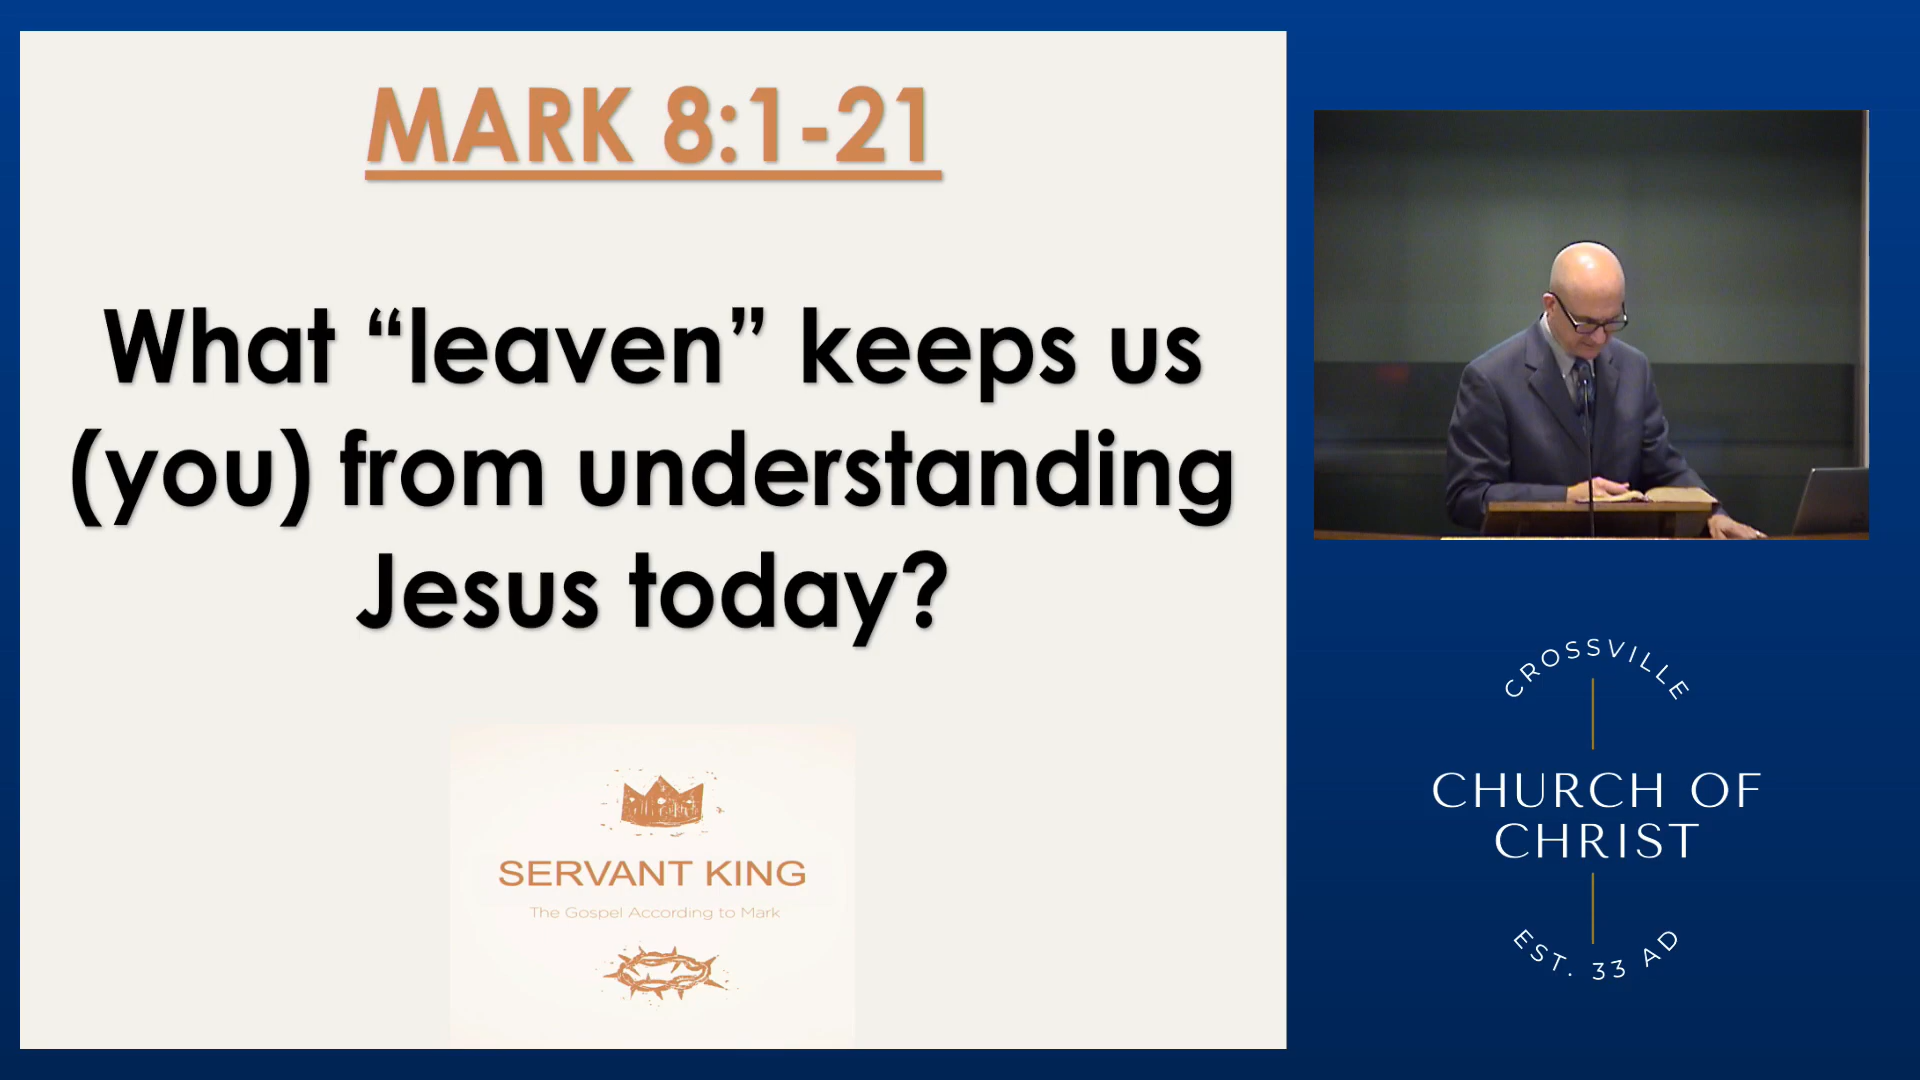 MARK 8:1-21
What “leaven” keeps us
(you) from understanding
Jesus today?
SERVANT KING
The Gospel According to Mark
CROSSVILLE
CHURCH OF
CHRIST
EST. 33 AD